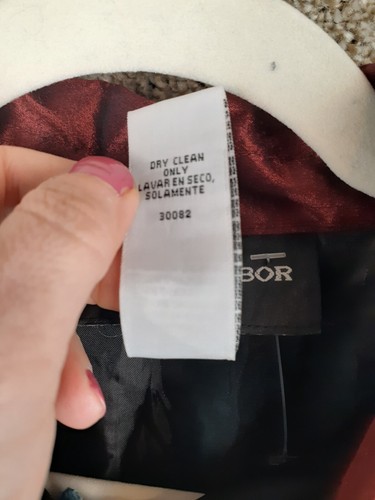 DRY CLEAN
ONLY
LAVAR EN SECO,
SOLAMENTE
30082
BOR